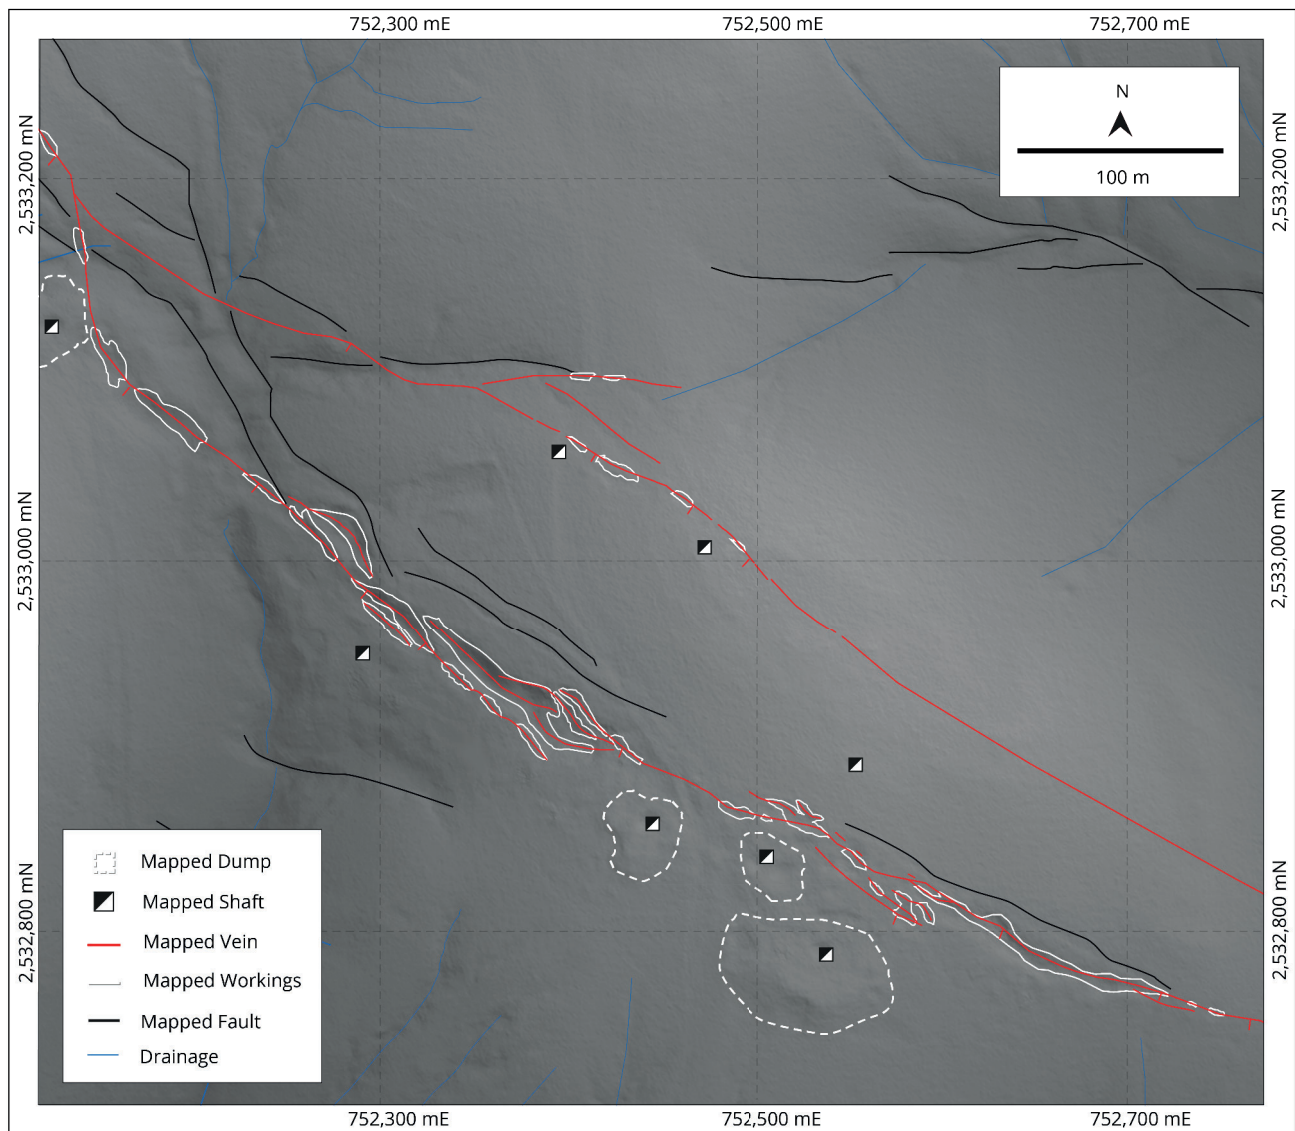 752,300 mE
752,500 mE
752,700 mE
N
100 m
2,533,200 mN
2,533,200 mN
2,533,000 mN
2,533,000 mN
2,532,800 mN
2,532,800 mN
Mapped Dump
Mapped Shaft
Mapped Vein
Mapped Workings
Mapped Fault
Drainage
752,300 mE
752,500 mE
752,700 mE